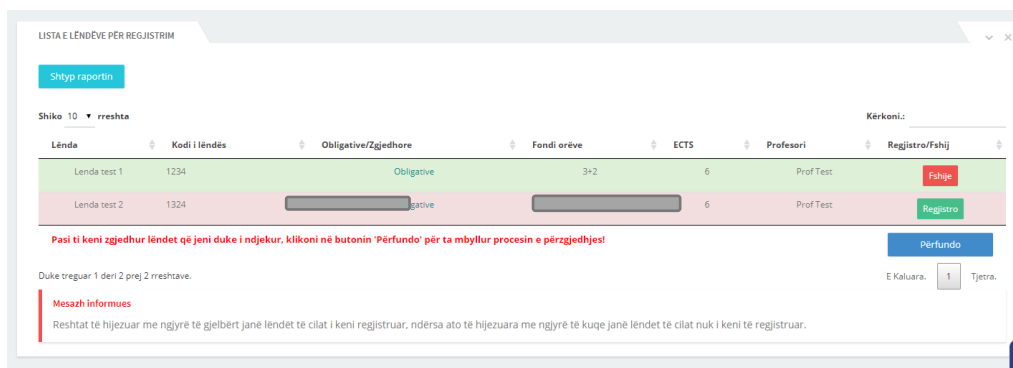 LISTA E LËNDËVE PËR REGJISTRIM
Shtyp raportin
Shiko 10 rreshta
Kërkoni.:
Lënda Kodi i lëndës Obligative/Zgjedhore Fondi orëve ECTS Profesori Regjistro/Fshij
Lenda test 1 1234 Obligative 3+2 6 Prof Test Fshije
Lenda test 2 1324 gative 6 Prof Test Regjistro
Pasi ti keni zgjedhur lëndet që jeni duke i ndjekur, klikoni në butonin 'Përfundo' për ta mbyllur procesin e përzgjedhjes!
Përfundo
Duke treguar 1 deri 2 prej 2 rreshtave.
E Kaluara. 1 Tjetra.
Mesazh informues
Reshtat të hijezuar me ngjyrë të gjelbërt janë lëndët të cilat i keni regjistruar, ndërsa ato të hijezuara me ngjyrë të kuqe janë lëndet të cilat nuk i keni të regjistruar.